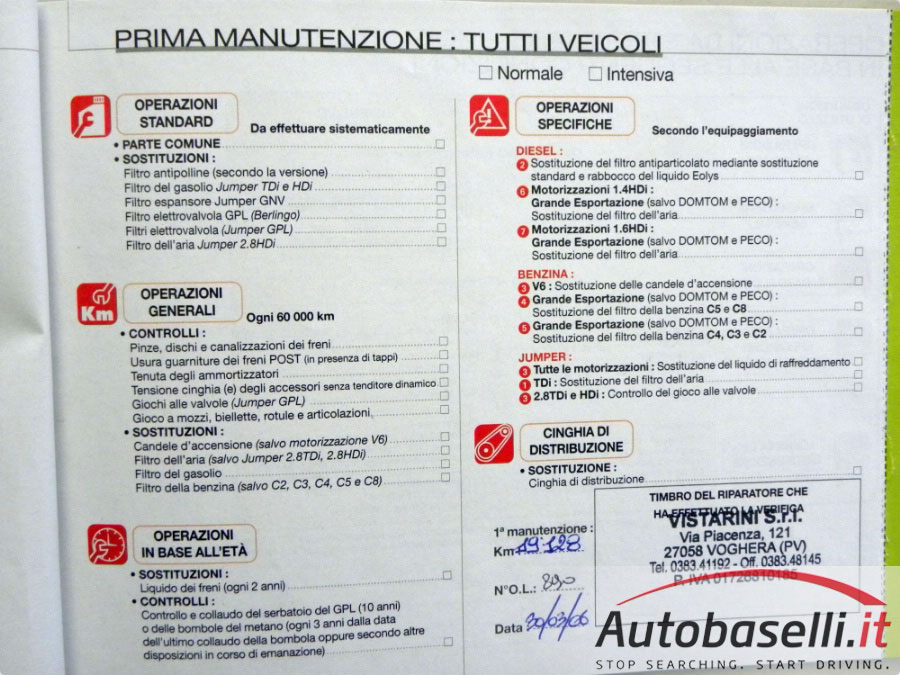 PRIMA MANUTENZIONE : TUTTI I VEICOLI
Normale Intensiva
OPERAZIONI
STANDARD
Da effettuare sistematicamente
• PARTE COMUNE
• SOSTITUZIONI :
Filtro antipolline (secondo la versione)
Filtro del gasolio Jumper TDi e HDi
Filtro espansore Jumper GNV
Filtro elettrovalvola GPL (Berlingo)
Filtri elettrovalvola (Jumper GPL)
Filtro dell'aria Jumper 2.8HDi
Km
OPERAZIONI
GENERALI
Ogni 60 000 km
• CONTROLLI :
Pinze, dischi e canalizzazioni dei freni
Usura guarniture dei freni POST (in presenza di tappi)
Tenuta degli ammortizzatori
Tensione cinghia (e) degli accessori senza tenditore dinamico
Giochi alle valvole (Jumper GPL)
Gioco a mozzi, biellette, rotule e articolazioni
• SOSTITUZIONI :
Candele d'accensione (salvo motorizzazione V6)
Filtro dell'aria (salvo Jumper 2.8TDi, 2.8HDi)
Filtro del gasolio
Filtro della benzina (salvo C2, C3, C4, C5 e C8)
OPERAZIONI
IN BASE ALL'ETÀ
• SOSTITUZIONI :
Liquido dei freni (ogni 2 anni)
• CONTROLLI :
Controllo e collaudo del serbatoio del GPL (10 anni)
o delle bombole del metano (ogni 3 anni dalla data
dell'ultimo collaudo della bombola oppure secondo altre
disposizioni in corso di emanazione)
OPERAZIONI
SPECIFICHE
Secondo l'equipaggiamento
DIESEL :
2 Sostituzione del filtro antiparticolato mediante sostituzione
standard e rabbocco del liquido Eolys
6 Motorizzazioni 1.4HDi :
Grande Esportazione (salvo DOMTOM e PECO) :
Sostituzione del filtro dell'aria
7 Motorizzazioni 1.6HDi :
Grande Esportazione (salvo DOMTOM e PECO) :
Sostituzione del filtro dell'aria
BENZINA :
3 V6 : Sostituzione delle candele d'accensione
4 Grande Esportazione (salvo DOMTOM e PECO) :
Sostituzione del filtro della benzina C5 e C8
5 Grande Esportazione (salvo DOMTOM e PECO) :
Sostituzione del filtro della benzina C4, C3 e C2
JUMPER :
3 Tutte le motorizzazioni : Sostituzione del liquido di raffreddamento
1 TDi : Sostituzione del filtro dell'aria
3 2.8TDi e HDi : Controllo del gioco alle valvole
CINGHIA DI
DISTRIBUZIONE
• SOSTITUZIONE :
Cinghia di distribuzione
1ª manutenzione :
Km 19.128
N°O.L.: 890
Data 30/03/06
TIMBRO DEL RIPARATORE CHE
HA EFFETTUATO LA VERIFICA
VISTARINI S.r.l.
Via Piacenza, 121
27058 VOGHERA (PV)
Tel. 0383.41192 - Off. 0383.48145
P. IVA 01728810185
Autobaselli.it
STOP SEARCHING. START DRIVING.